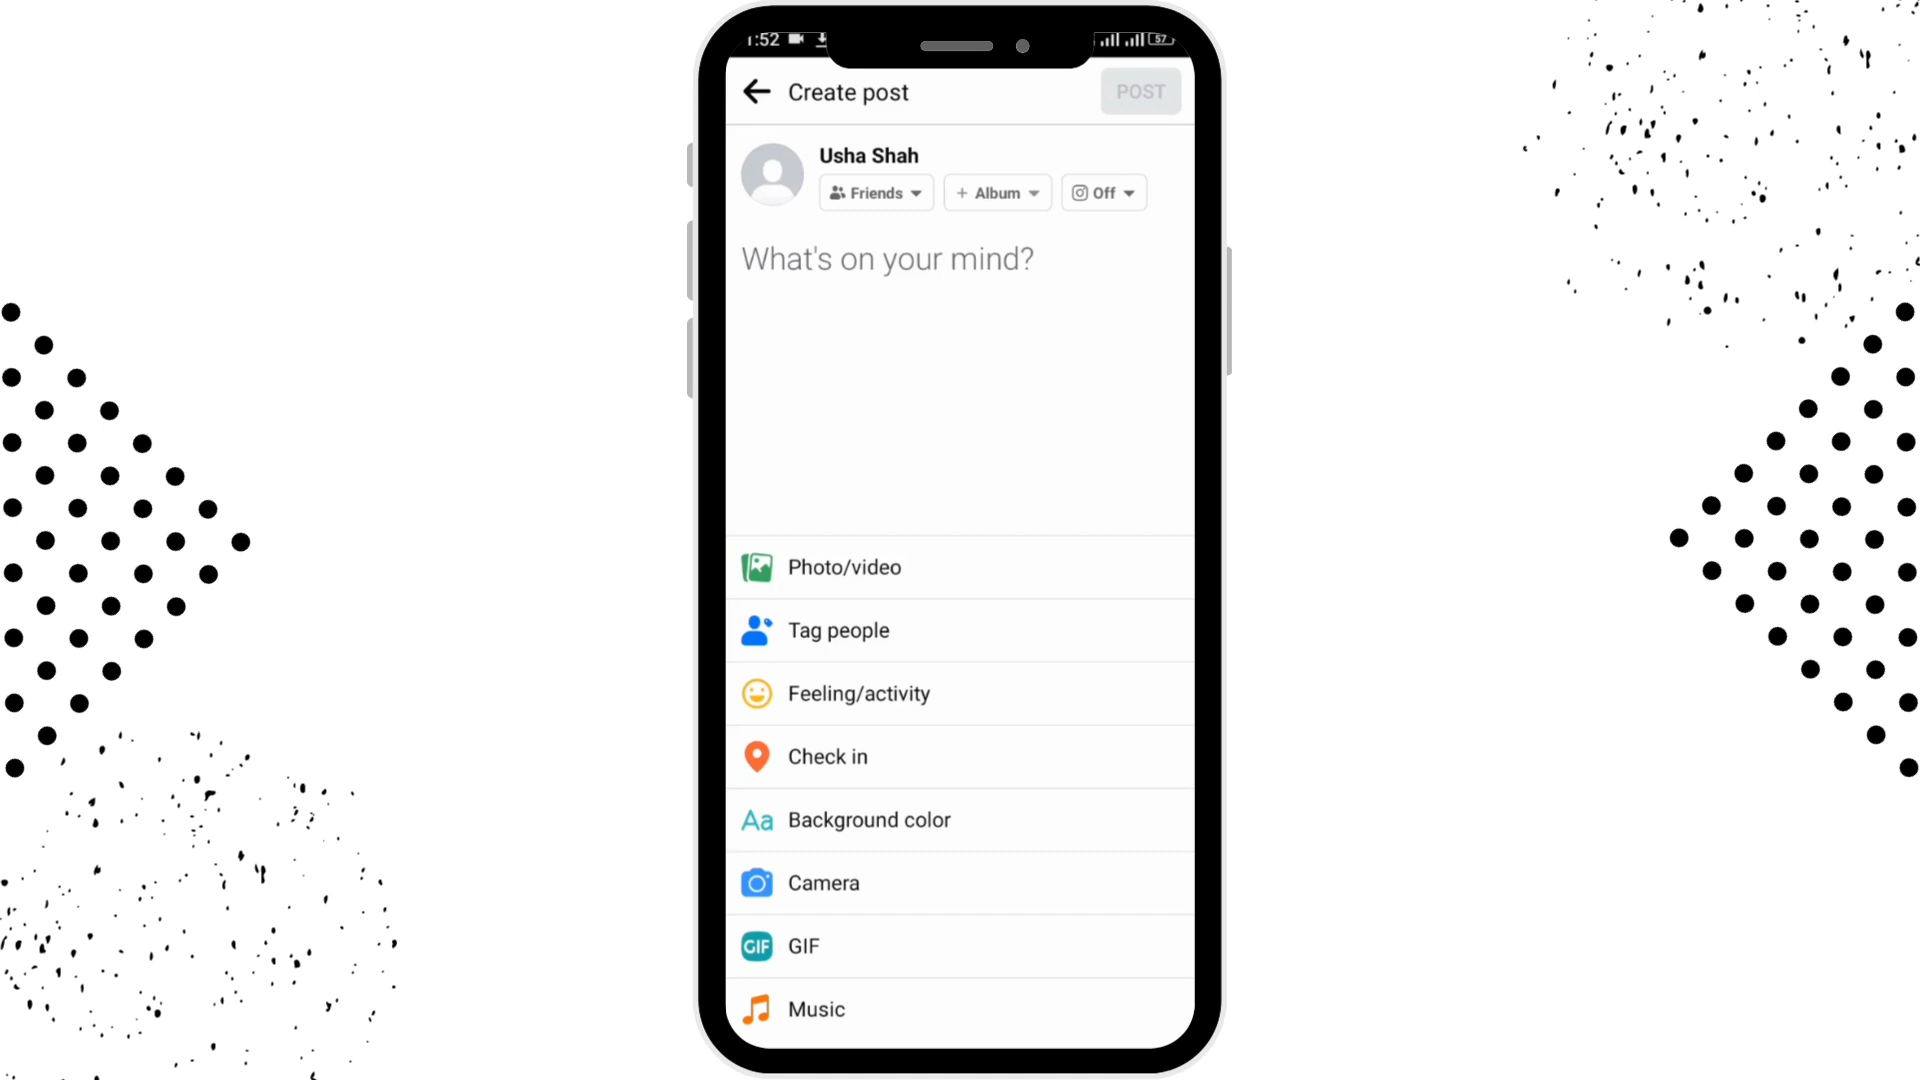 1:52 57
Create post POST
Usha Shah
Friends + Album Off
What's on your mind?
Photo/video
Tag people
Feeling/activity
Check in
Aa Background color
Camera
GIF GIF
Music